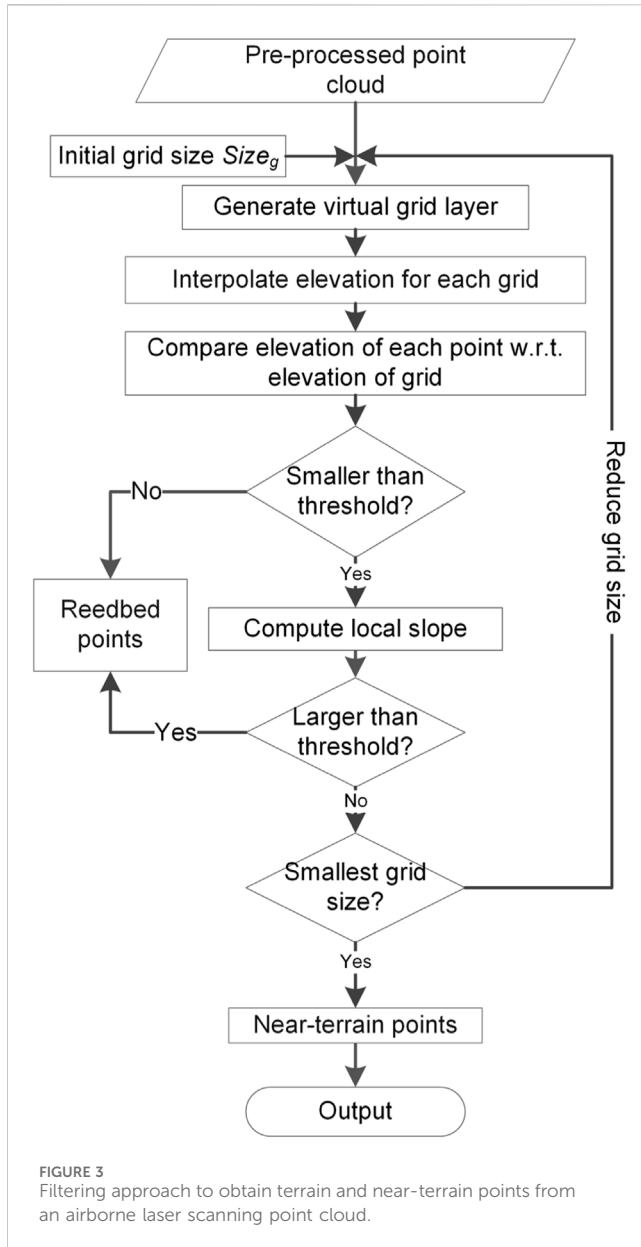 Pre-processed point
cloud
Initial grid size Sizeg
Generate virtual grid layer
Interpolate elevation for each grid
Compare elevation of each point w.r.t.
elevation of grid
Smaller than
threshold?
No
Yes
Reedbed
points
Compute local slope
Larger than
threshold?
Yes
No
Smallest grid
size?
Reduce grid size
Yes
Near-terrain points
Output
FIGURE 3
Filtering approach to obtain terrain and near-terrain points from
an airborne laser scanning point cloud.